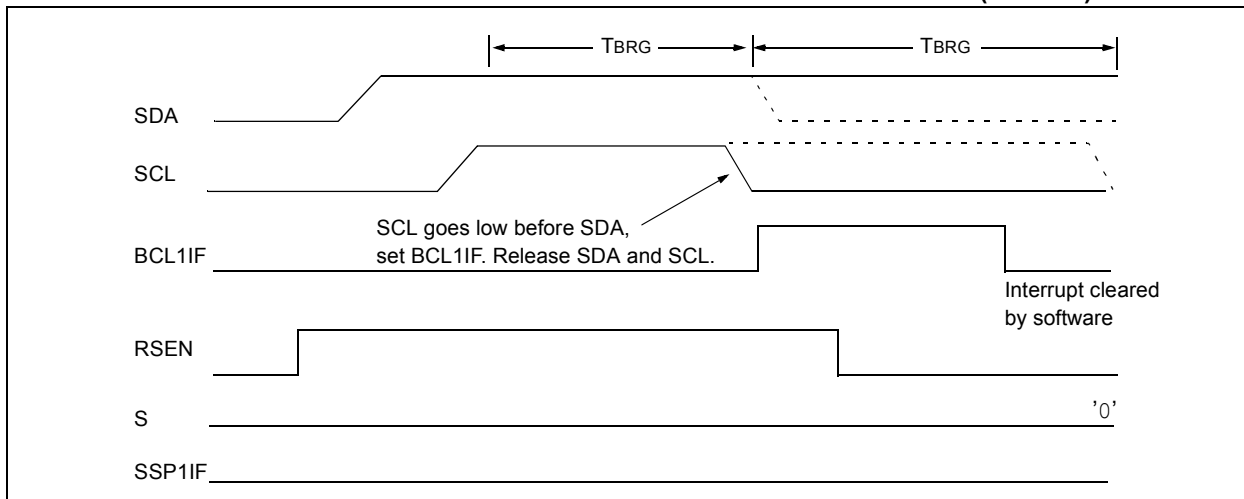 TBRG TBRG
SDA
SCL
SCL goes low before SDA,
set BCL1IF. Release SDA and SCL.
BCL1IF
Interrupt cleared
by software
RSEN
S '0'
SSP1IF